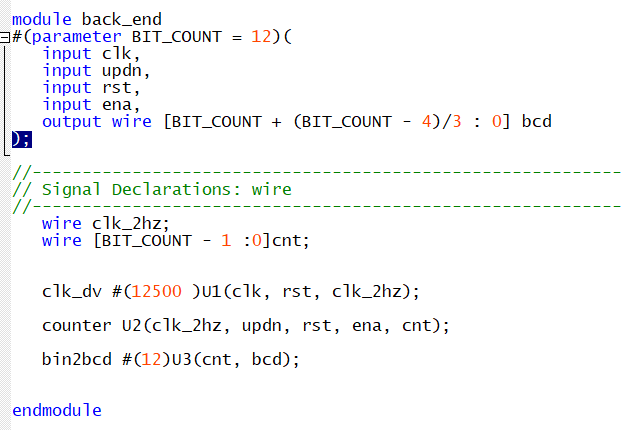 module back_end
#(parameter BIT_COUNT = 12)(
input clk,
input updn,
input rst,
input ena,
output wire [BIT_COUNT + (BIT_COUNT - 4)/3 : 0] bcd
);
//-----------------------------------------------------------
// Signal Declarations: wire
//-----------------------------------------------------------
wire clk_2hz;
wire [BIT_COUNT - 1 :0]cnt;
clk_dv #(12500 )U1(clk, rst, clk_2hz);
counter U2(clk_2hz, updn, rst, ena, cnt);
bin2bcd #(12)U3(cnt, bcd);
endmodule